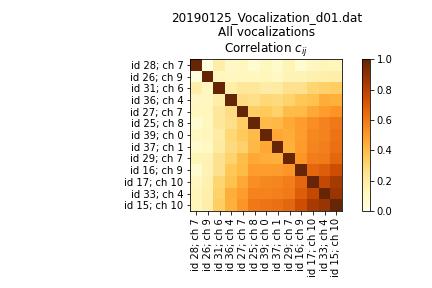 20190125_Vocalization_d01.dat
All vocalizations
Correlation c_{ij}
id 28; ch 7
id 26; ch 9
id 31; ch 6
id 36; ch 4
id 27; ch 7
id 25; ch 8
id 39; ch 0
id 37; ch 1
id 29; ch 7
id 16; ch 9
id 17; ch 10
id 33; ch 4
id 15; ch 10
1.0
0.8
0.6
0.4
0.2
0.0
id 28; ch 7
id 26; ch 9
id 31; ch 6
id 36; ch 4
id 27; ch 7
id 25; ch 8
id 39; ch 0
id 37; ch 1
id 29; ch 7
id 16; ch 9
id 17; ch 10
id 33; ch 4
id 15; ch 10